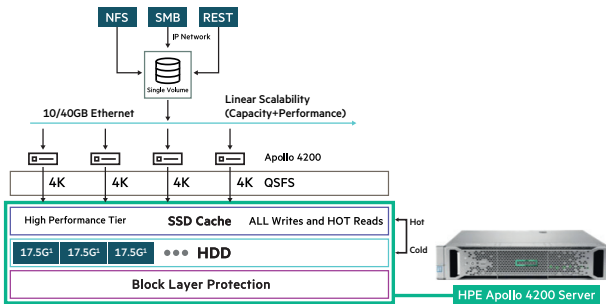 NFS SMB REST
IP Network
Single Volume
10/40GB Ethernet
Linear Scalability
(Capacity+Performance)
Apollo 4200
4K 4K 4K 4K QSFS
High Performance Tier SSD Cache ALL Writes and HOT Reads
Hot
17.5G¹ 17.5G¹ 17.5G¹ ••• HDD
Cold
Block Layer Protection
HPE Apollo 4200 Server